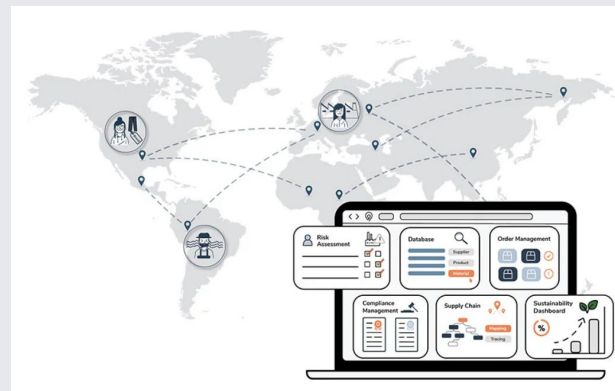 Risk
Assessment
Database
Supplier
Product
Material
Order Management
Compliance
Management
Supply Chain
Mapping
Tracing
Sustainability
Dashboard
%